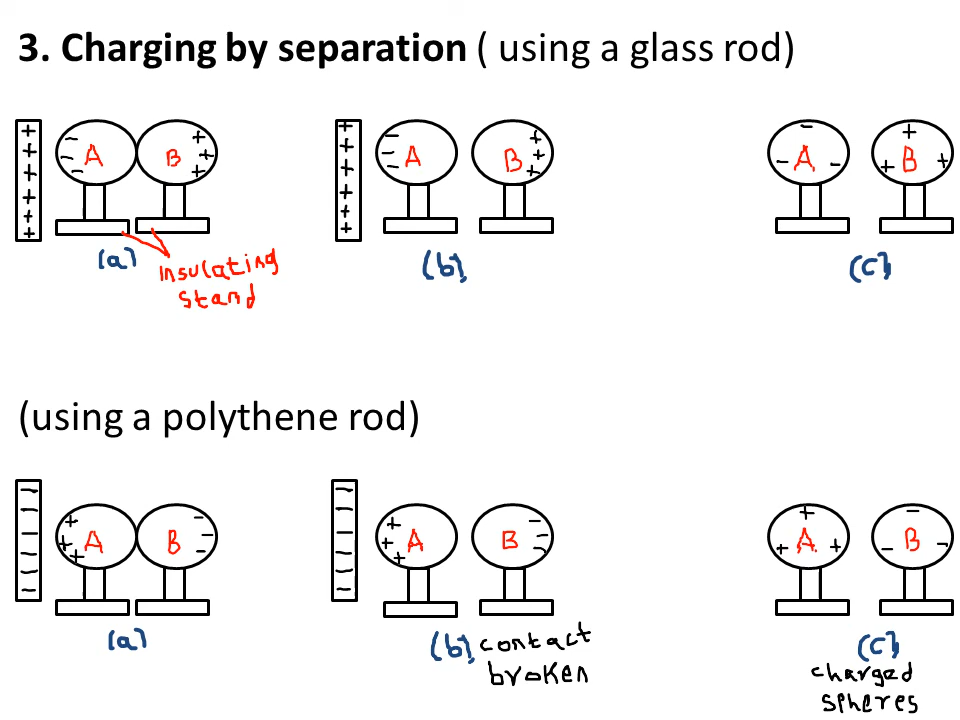 3. Charging by separation ( using a glass rod)
A B A B A B
(a) (b) (c)
insulating
stand
(using a polythene rod)
A B A B A B
(a) (b) contact (c)
broken charged
spheres